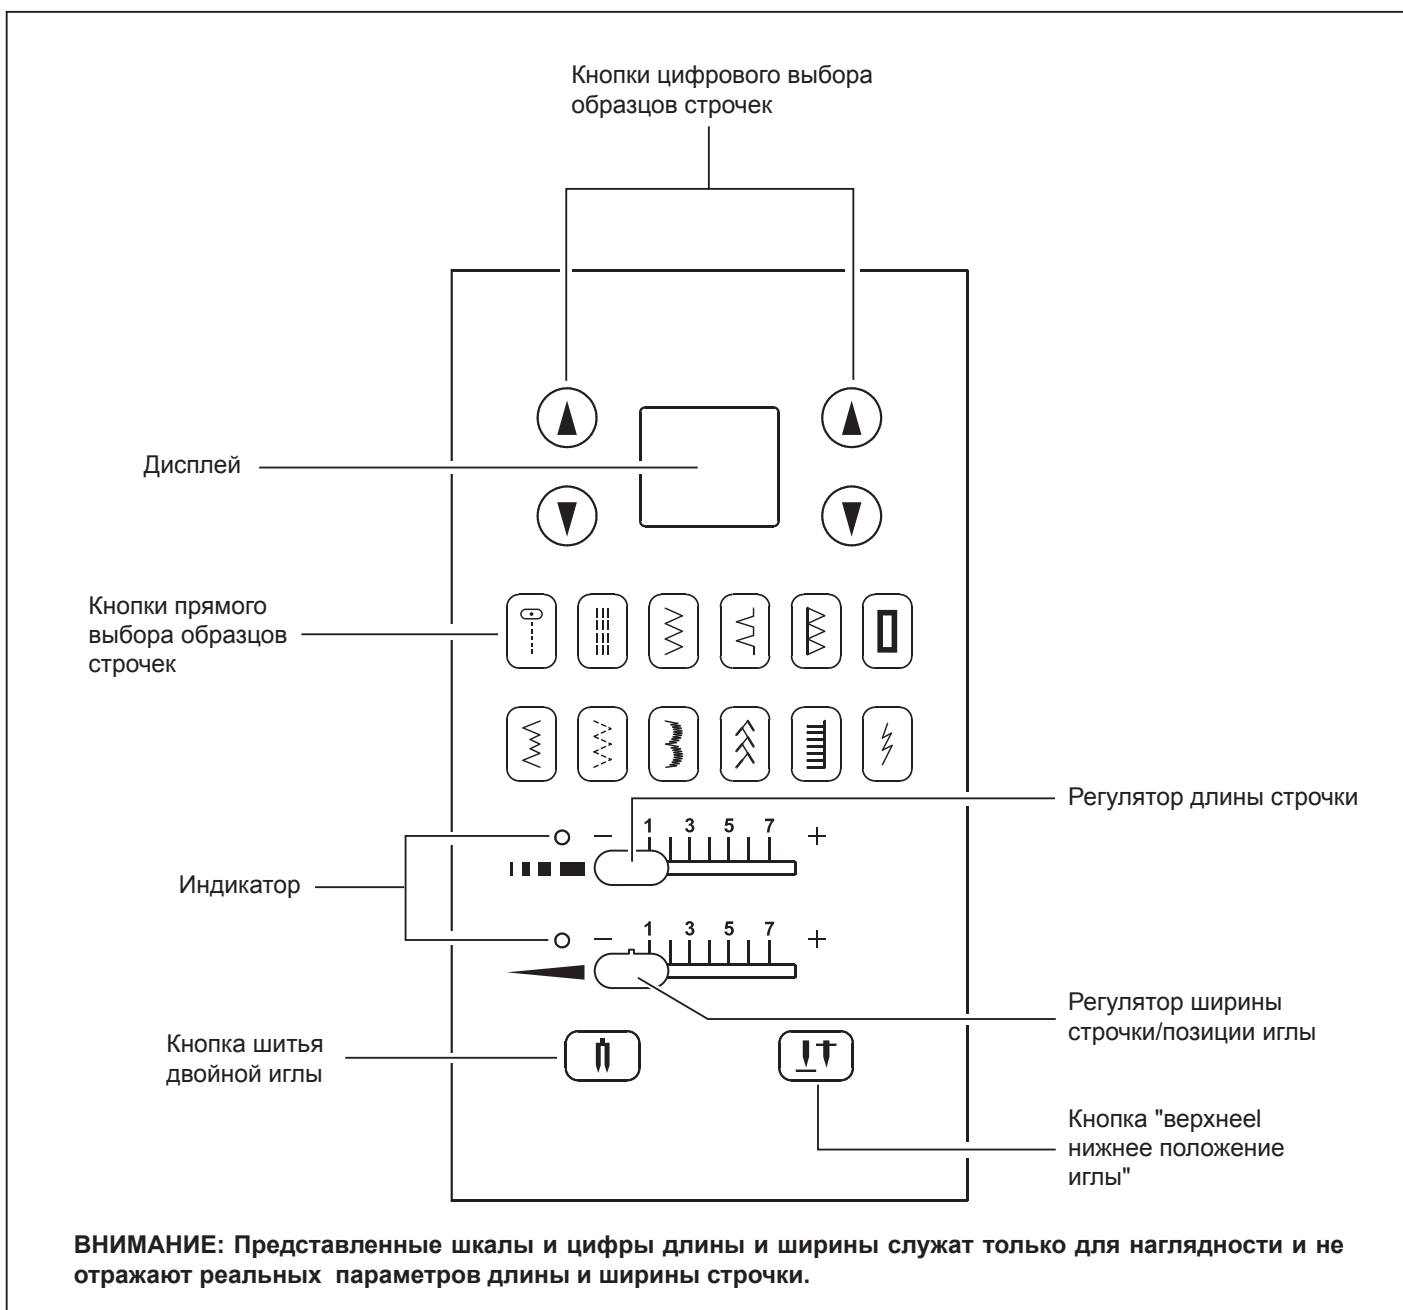 Кнопки цифрового выбора
образцов строчек
Дисплей
Кнопки прямого
выбора образцов
строчек
Регулятор длины строчки
1 3 5 7
− +
Индикатор
1 3 5 7
− +
Регулятор ширины
строчки/позиции иглы
Кнопка шитья
двойной иглы
Кнопка "верхнееl
нижнее положение
иглы"
ВНИМАНИЕ: Представленные шкалы и цифры длины и ширины служат только для наглядности и не
отражают реальных параметров длины и ширины строчки.